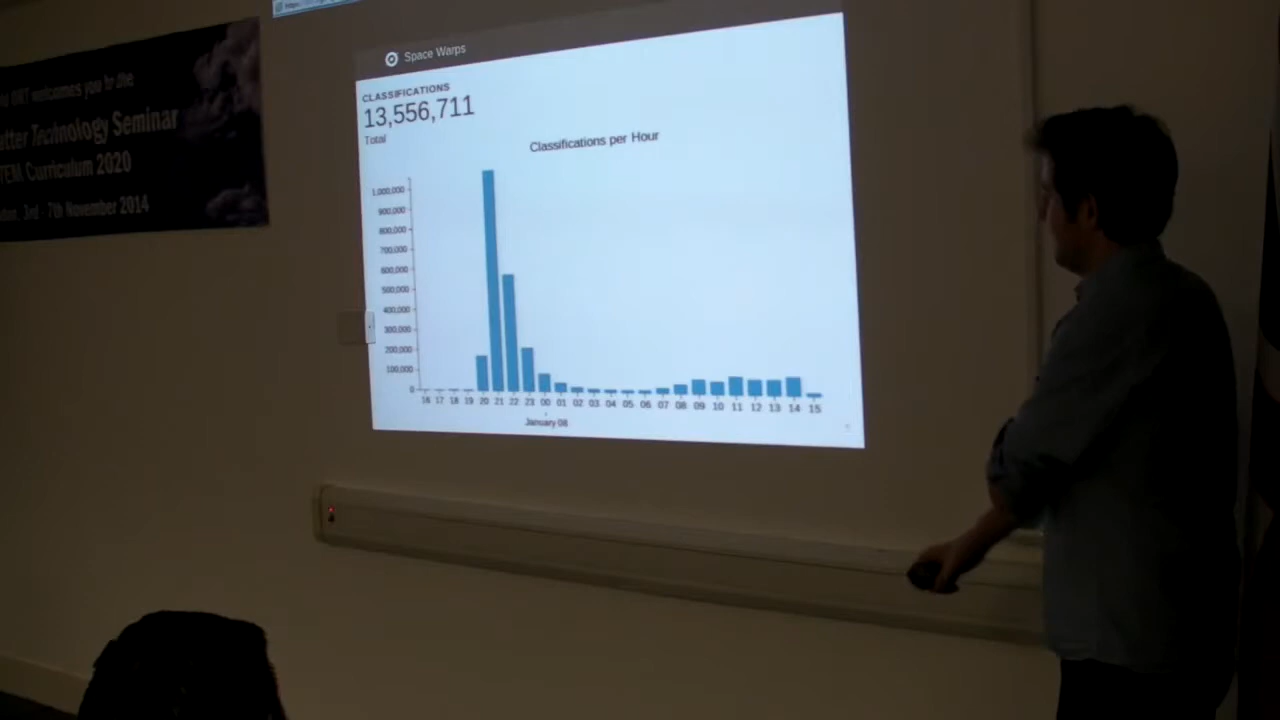 https
welcomes you to the
Technology Seminar
Curriculum 2020
3rd - 7th November 2014
Space Warps
CLASSIFICATIONS
13,556,711
Total
Classifications per Hour
1,000,000
900,000
800,000
700,000
600,000
500,000
400,000
300,000
200,000
100,000
0
16 17 18 19 20 21 22 23 00 01 02 03 04 05 06 07 08 09 10 11 12 13 14 15
January 08